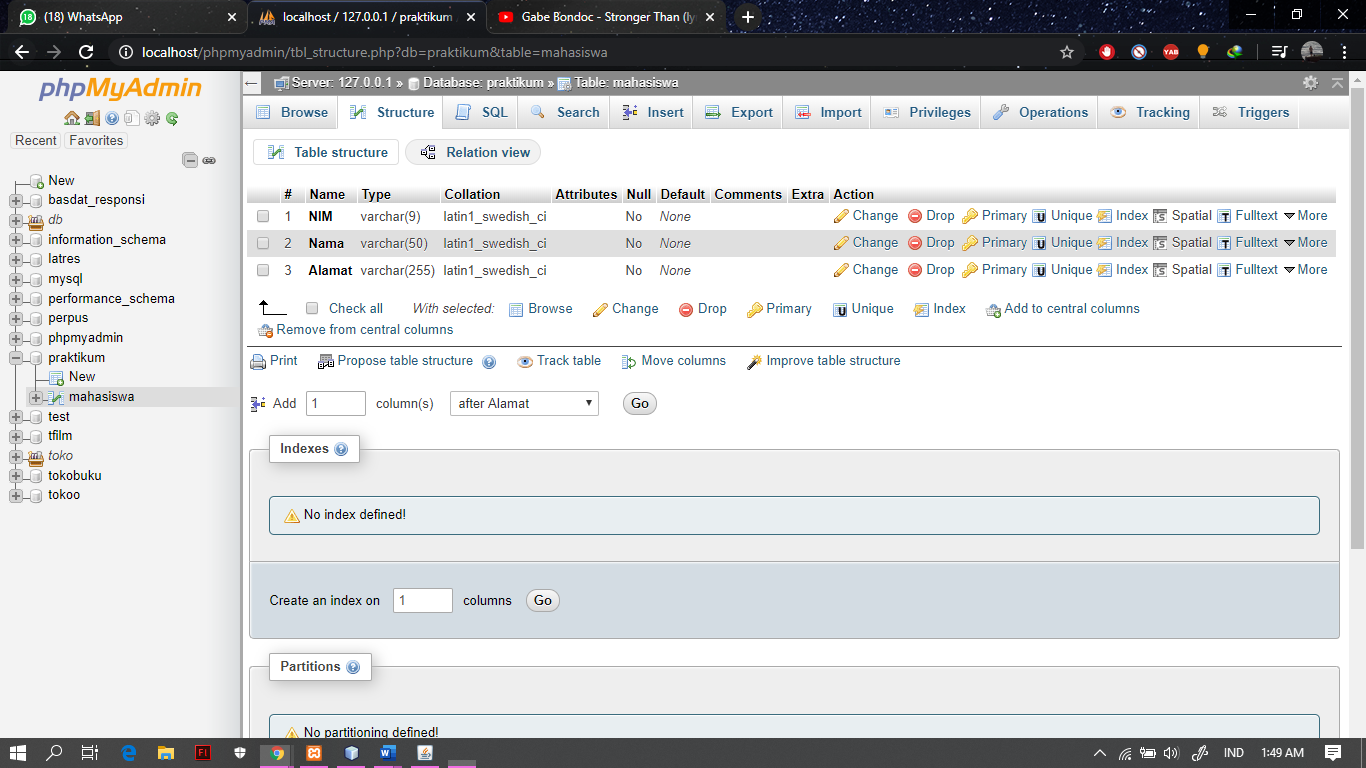 (18) WhatsApp
localhost / 127.0.0.1 / praktikum
Gabe Bondoc - Stronger Than (ly
localhost/phpmyadmin/tbl_structure.php?db=praktikum&table=mahasiswa
phpMyAdmin
Recent Favorites
New
basdat_responsi
db
information_schema
latres
mysql
performance_schema
perpus
phpmyadmin
praktikum
New
mahasiswa
test
tfilm
toko
tokobuku
tokoo
Server: 127.0.0.1 » Database: praktikum » Table: mahasiswa
Browse Structure SQL Search Insert Export Import Privileges Operations Tracking Triggers
Table structure Relation view
# Name Type Collation Attributes Null Default Comments Extra Action
1 NIM varchar(9) latin1_swedish_ci No None Change Drop Primary Unique Index Spatial Fulltext More
2 Nama varchar(50) latin1_swedish_ci No None Change Drop Primary Unique Index Spatial Fulltext More
3 Alamat varchar(255) latin1_swedish_ci No None Change Drop Primary Unique Index Spatial Fulltext More
Check all With selected: Browse Change Drop Primary Unique Index Add to central columns
Remove from central columns
Print Propose table structure Track table Move columns Improve table structure
Add 1 column(s) after Alamat Go
Indexes
No index defined!
Create an index on 1 columns Go
Partitions
No partitioning defined!
IND 1:49 AM